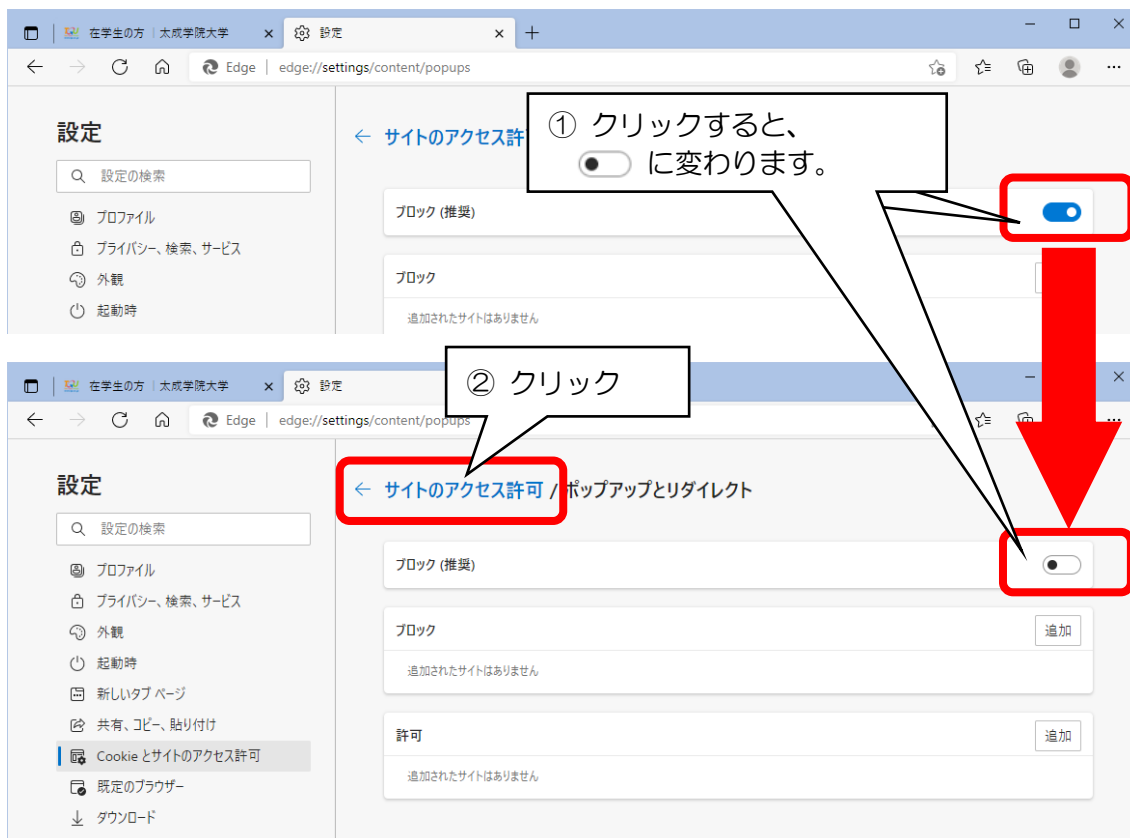 在学生の方 | 太成学院大学
設定
Edge | edge://settings/content/popups
① クリックすると、
に変わります。
設定
← サイトのアクセス許
設定の検索
プロファイル
プライバシー、検索、サービス
外観
起動時
ブロック (推奨)
ブロック
追加されたサイトはありません
在学生の方 | 太成学院大学
設定
② クリック
Edge | edge://settings/content/popups
設定
← サイトのアクセス許可 / ポップアップとリダイレクト
設定の検索
プロファイル
プライバシー、検索、サービス
外観
起動時
新しいタブ ページ
共有、コピー、貼り付け
Cookie とサイトのアクセス許可
既定のブラウザー
ダウンロード
ブロック (推奨)
ブロック
追加
追加されたサイトはありません
許可
追加
追加されたサイトはありません